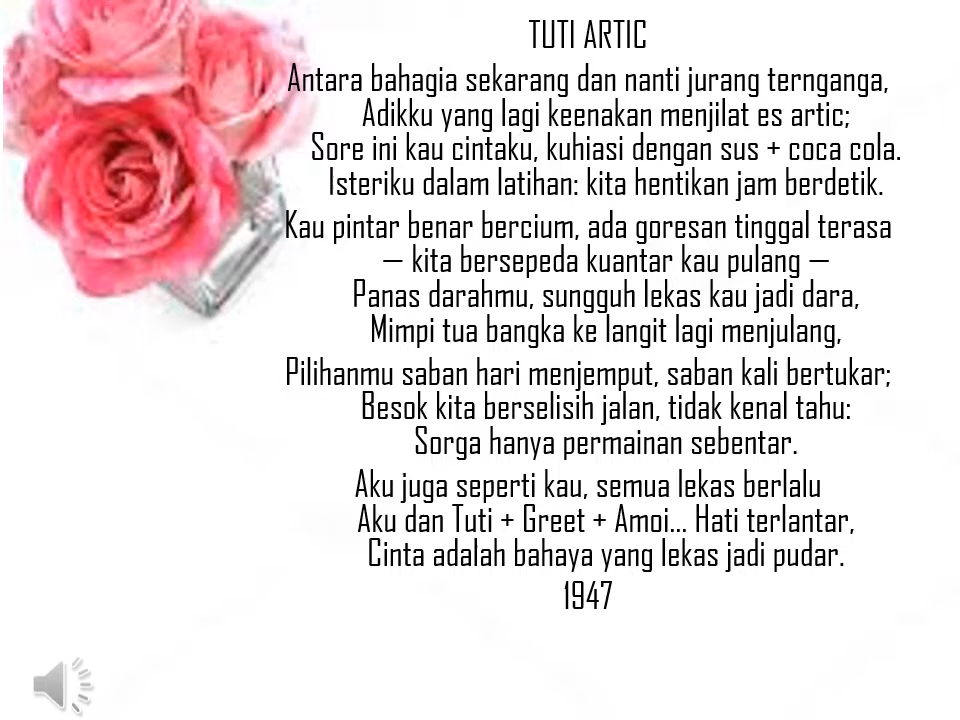 TUTI ARTIC
Antara bahagia sekarang dan nanti jurang ternganga,
Adikku yang lagi keenakan menjilat es artic;
Sore ini kau cintaku, kuhiasi dengan sus + coca cola.
Isteriku dalam latihan: kita hentikan jam berdetik.
Kau pintar benar bercium, ada goresan tinggal terasa
— kita bersepeda kuantar kau pulang —
Panas darahmu, sungguh lekas kau jadi dara,
Mimpi tua bangka ke langit lagi menjulang,
Pilihanmu saban hari menjemput, saban kali bertukar;
Besok kita berselisih jalan, tidak kenal tahu:
Sorga hanya permainan sebentar.
Aku juga seperti kau, semua lekas berlalu
Aku dan Tuti + Greet + Amoi... Hati terlantar,
Cinta adalah bahaya yang lekas jadi pudar.
1947